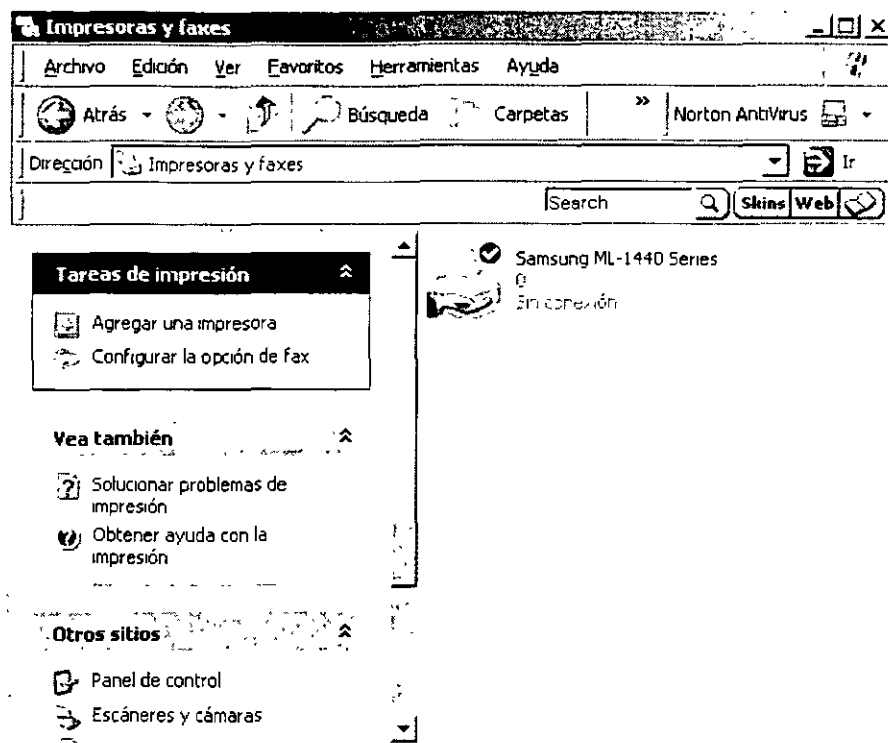 Impresoras y faxes
Archivo Edición Ver Favoritos Herramientas Ayuda
Atrás Búsqueda Carpetas » Norton AntiVirus
Dirección Impresoras y faxes Ir
Search Skins Web
Tareas de impresión
Agregar una impresora
Configurar la opción de fax
Vea también
Solucionar problemas de
impresión
Obtener ayuda con la
impresión
Otros sitios
Panel de control
Escáneres y cámaras
Samsung ML-1440 Series
0
Sin conexión